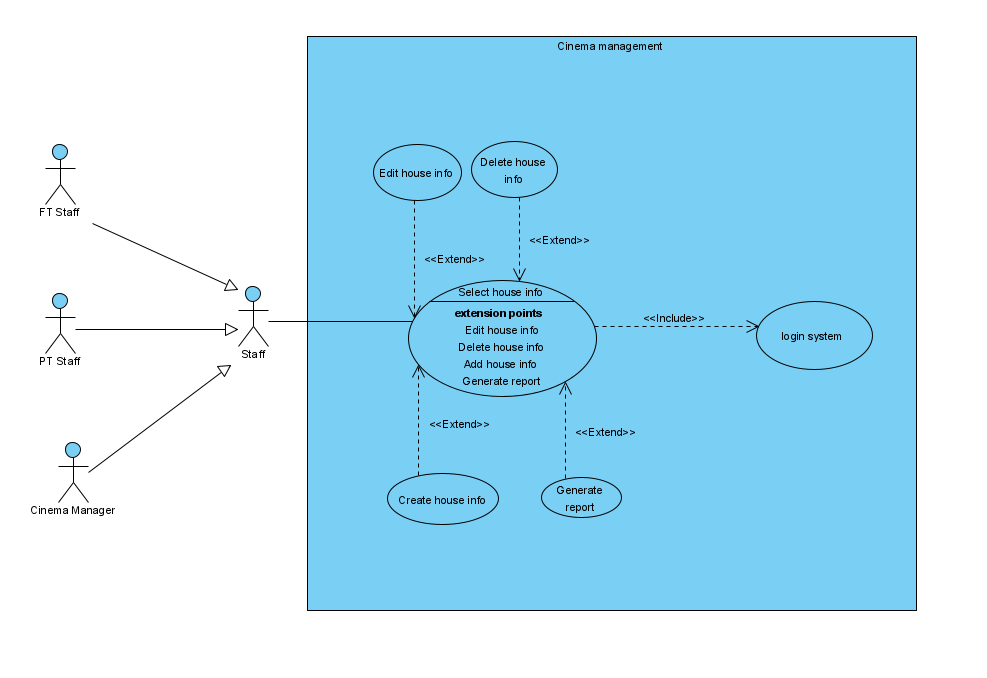 Cinema management
FT Staff
PT Staff
Cinema Manager
Staff
Edit house info
Delete house
info
<<Extend>>
<<Extend>>
Select house info
extension points
Edit house info
Delete house info
Add house info
Generate report
<<Include>>
login system
<<Extend>>
<<Extend>>
Create house info
Generate
report